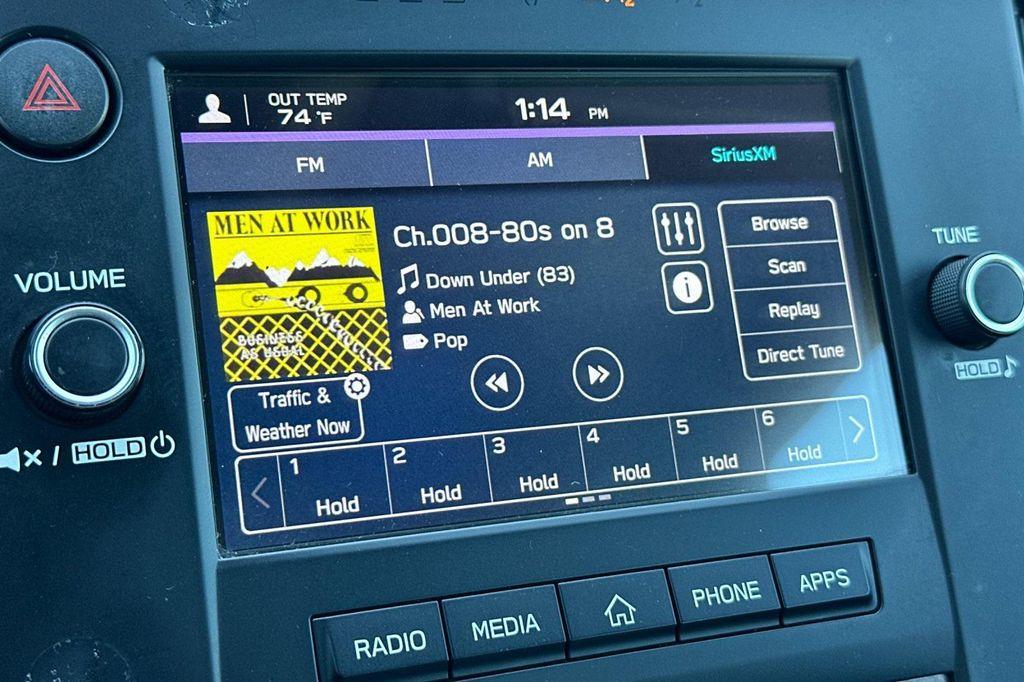 OUT TEMP
74 °F
1:14 PM
FM
AM
SiriusXM
MEN AT WORK
BUSINESS
AS USUAL
Ch.008-80s on 8
Down Under (83)
Men At Work
Pop
Browse
Scan
Replay
Direct Tune
Traffic &
Weather Now
1 Hold
2 Hold
3 Hold
4 Hold
5 Hold
6 Hold
VOLUME
/ HOLD
TUNE
HOLD
RADIO
MEDIA
PHONE
APPS